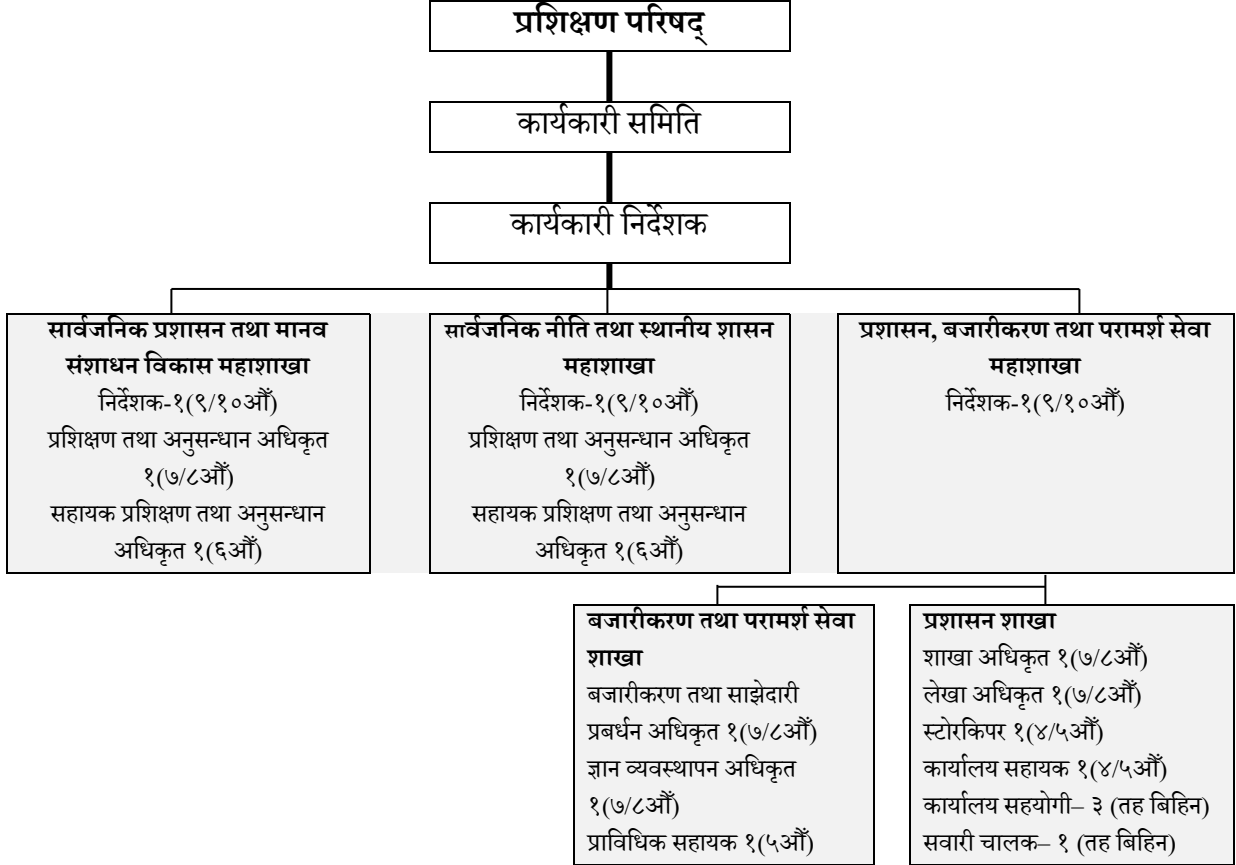 प्रशिक्षण परिषद्
कार्यकारी समिति
कार्यकारी निर्देशक
सार्वजनिक प्रशासन तथा मानव
संशाधन विकास महाशाखा
निर्देशक-१(९/१०औँ)
प्रशिक्षण तथा अनुसन्धान अधिकृत
१(७/८औँ)
सहायक प्रशिक्षण तथा अनुसन्धान
अधिकृत १(६औँ)
सार्वजनिक नीति तथा स्थानीय शासन
महाशाखा
निर्देशक-१(९/१०औँ)
प्रशिक्षण तथा अनुसन्धान अधिकृत
१(७/८औँ)
सहायक प्रशिक्षण तथा अनुसन्धान
अधिकृत १(६औँ)
प्रशासन, बजारीकरण तथा परामर्श सेवा
महाशाखा
निर्देशक-१(९/१०औँ)
बजारीकरण तथा परामर्श सेवा
शाखा
बजारीकरण तथा साझेदारी
प्रबर्धन अधिकृत १(७/८औँ)
ज्ञान व्यवस्थापन अधिकृत
१(७/८औँ)
प्राविधिक सहायक १(५औँ)
प्रशासन शाखा
शाखा अधिकृत १(७/८औँ)
लेखा अधिकृत १(७/८औँ)
स्टोरकिपर १(४/५औँ)
कार्यालय सहायक १(४/५औँ)
कार्यालय सहयोगी– ३ (तह बिहिन)
सवारी चालक– १ (तह बिहिन)